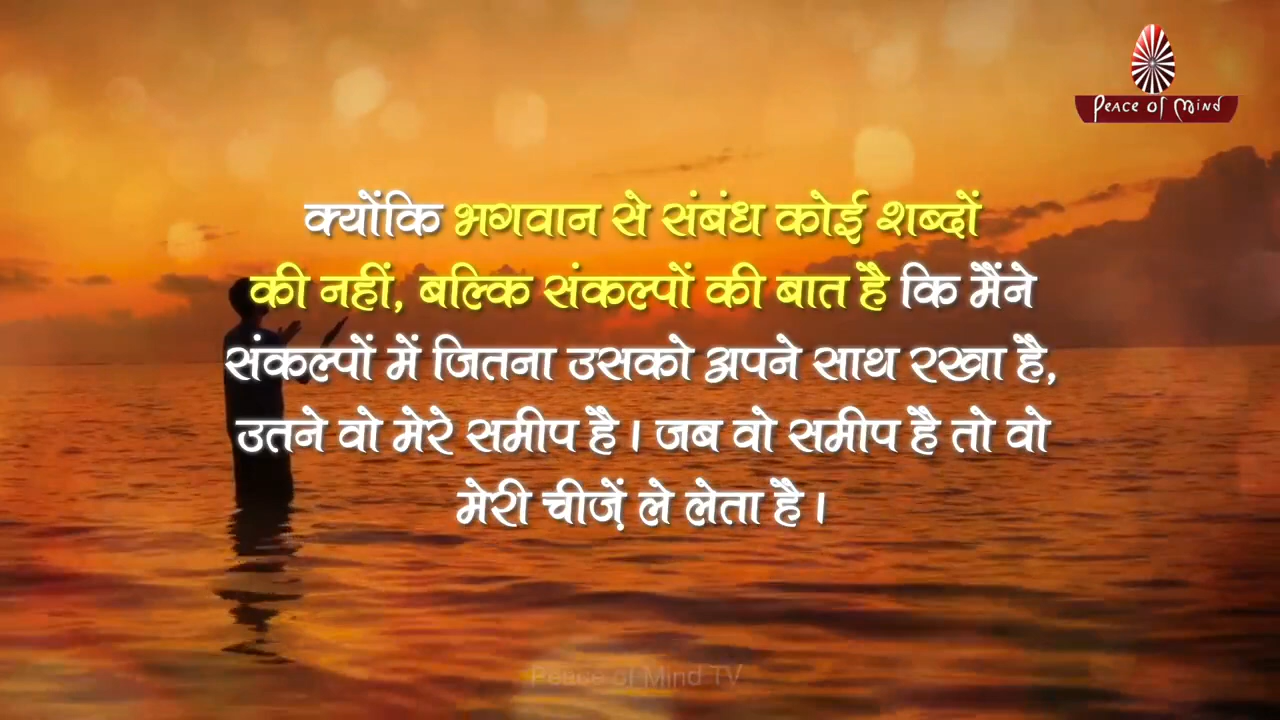 Peace of Mind
क्योंकि भगवान से संबंध कोई शब्दों
की नहीं, बल्कि संकल्पों की बात है कि मैंने
संकल्पों में जितना उसको अपने साथ रखा है,
उतने वो मेरे समीप है। जब वो समीप है तो वो
मेरी चीज़ें ले लेता है।
Peace of Mind TV